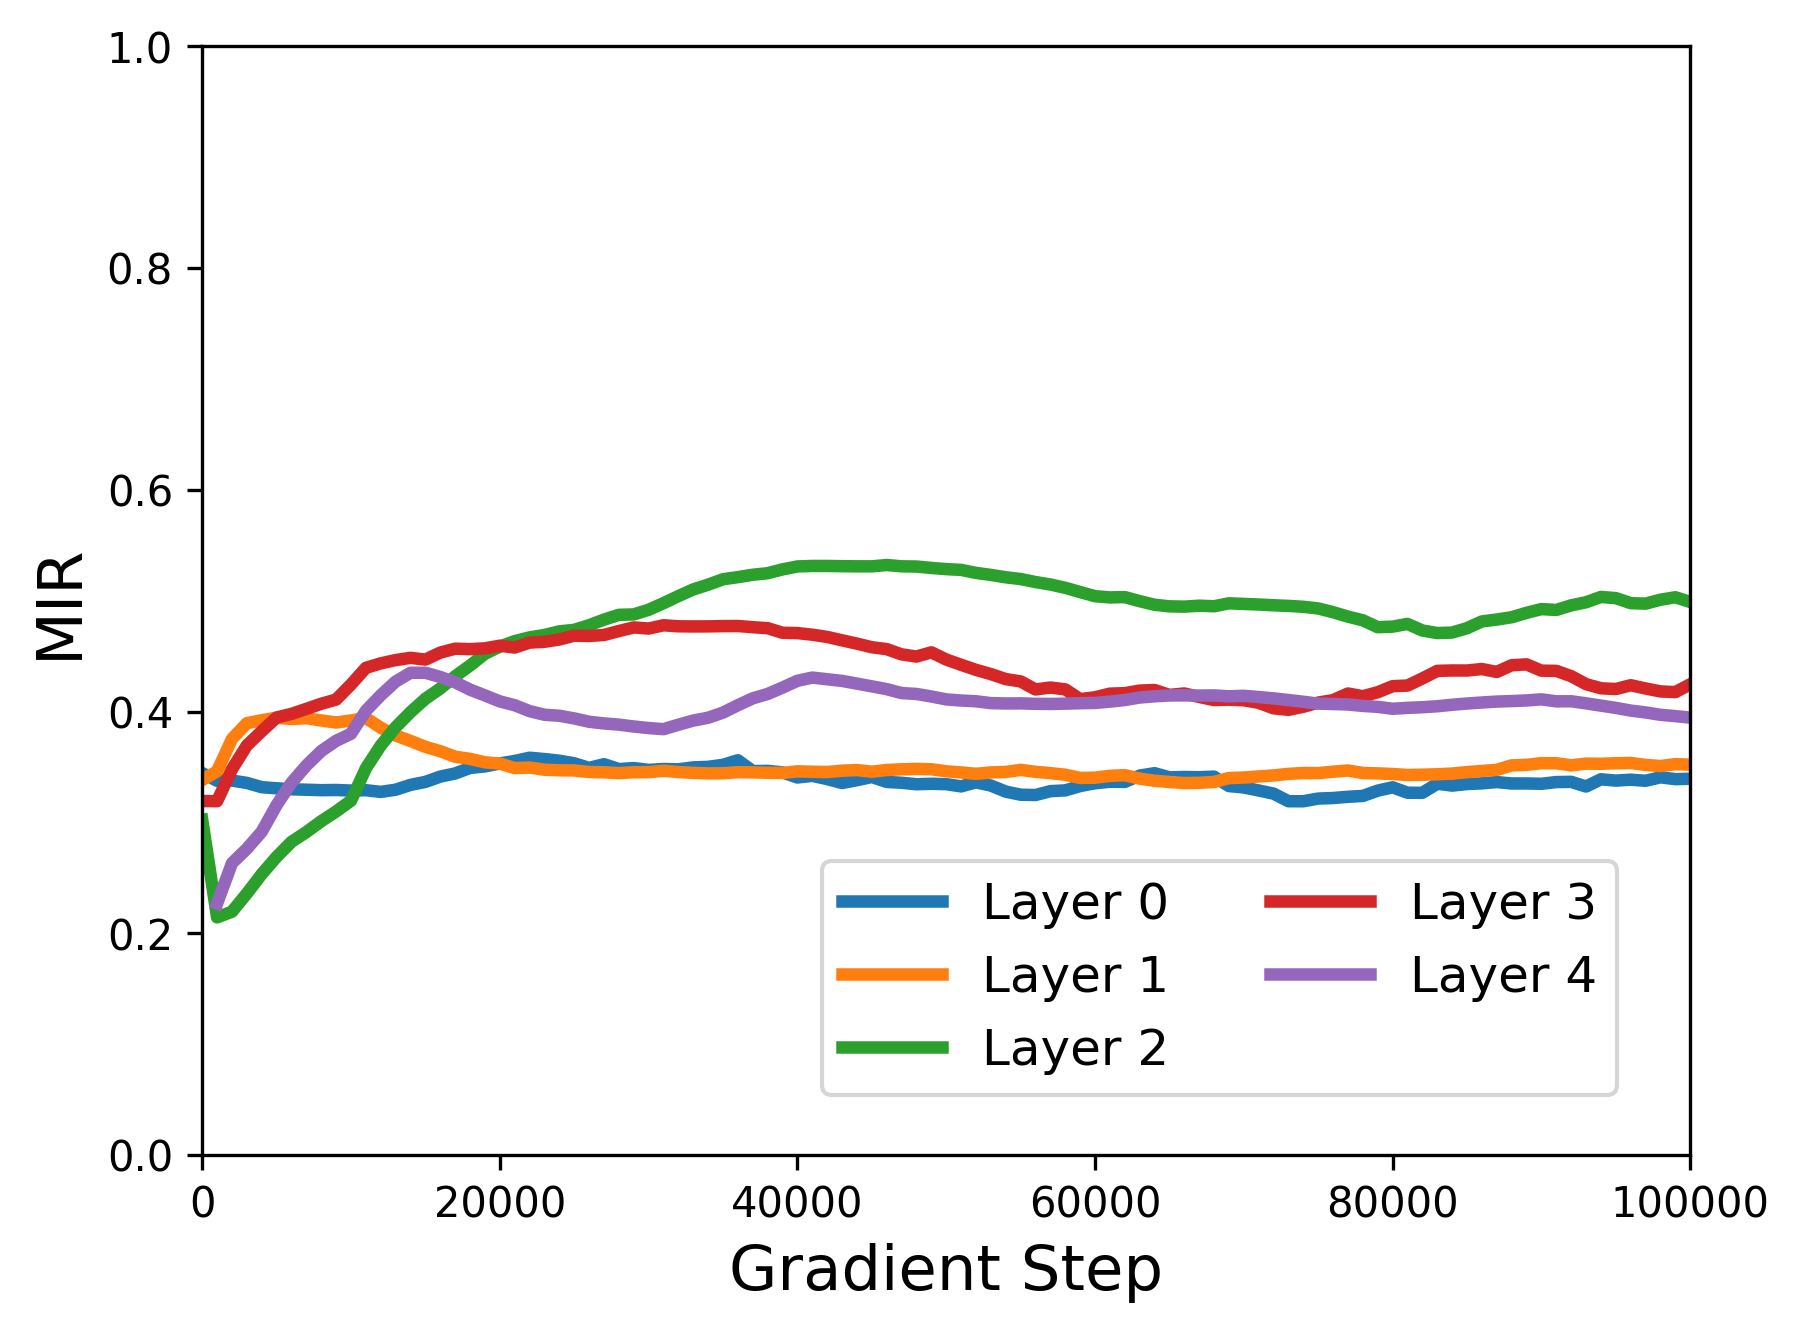 1.0
0.8
0.6
0.4
0.2
0.0
MIR
0 20000 40000 60000 80000 100000
Gradient Step
Layer 0
Layer 1
Layer 2
Layer 3
Layer 4